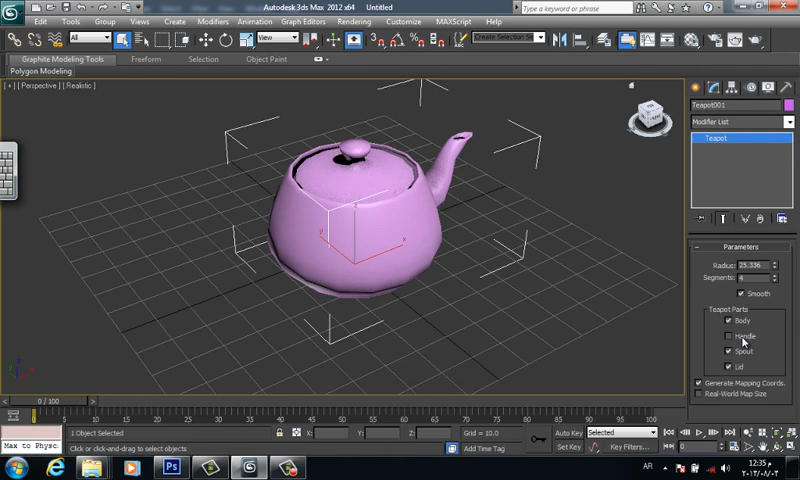 Autodesk 3ds Max 2012 x64 Untitled
Type a keyword or phrase
Edit Tools Group Views Create Modifiers Animation Graph Editors Rendering Customize MAXScript Help
All View Create Selection Se
Graphite Modeling Tools Freeform Selection Object Paint
Polygon Modeling
[ + ] [ Perspective ] [ Realistic ]
Teapot001
Modifier List
Teapot
Parameters
Radius: 25.336
Segments: 4
Smooth
Teapot Parts
Body
Handle
Spout
Lid
Generate Mapping Coords.
Real-World Map Size
y x
0 / 100
0 5 10 15 20 25 30 35 40 45 50 55 60 65 70 75 80 85 90 95 100
1 Object Selected X: Y: Z: Grid = 10.0 Auto Key Selected
Max to Physc. Click or click-and-drag to select objects Add Time Tag Set Key Key Filters... 0
Ps AR
12:35 م
٢٠١٣/٠٨/٠٢